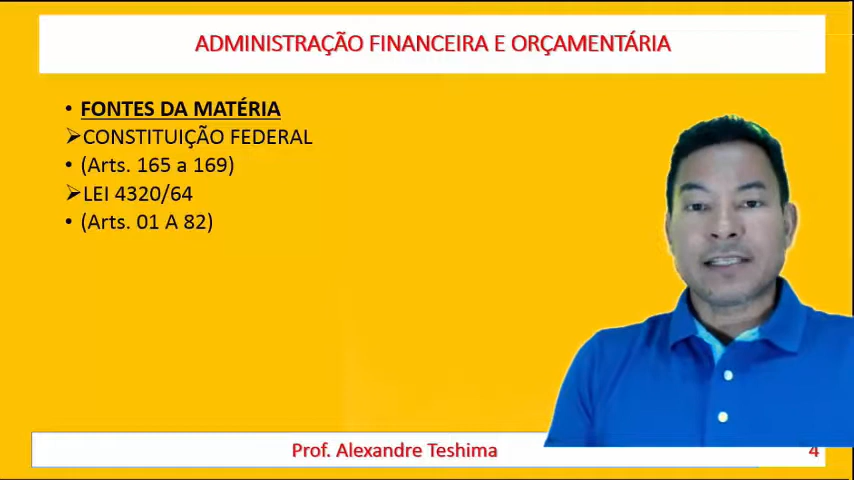 ADMINISTRAÇÃO FINANCEIRA E ORÇAMENTÁRIA
• FONTES DA MATÉRIA
➢CONSTITUIÇÃO FEDERAL
• (Arts. 165 a 169)
➢LEI 4320/64
• (Arts. 01 A 82)
Prof. Alexandre Teshima
4